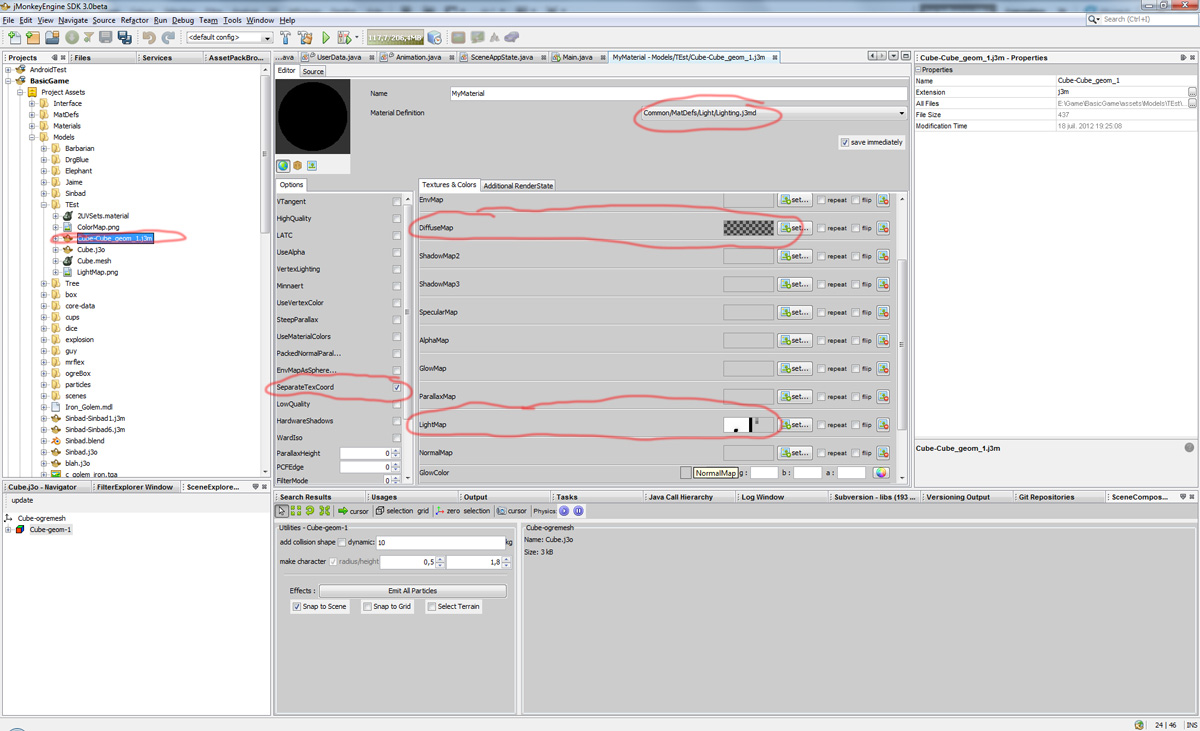 jMonkeyEngine SDK 3.0beta
File Edit View Navigate Source Refactor Run Debug Team Tools Window Help
Search (Ctrl+I)
<default config>
Projects
Files
Services
AssetPackBro...
AndroidTest
BasicGame
Project Assets
Interface
MatDefs
Materials
Models
Barbarian
DrgBlue
Elephant
Jaime
Sinbad
TEst
2UVSets.material
ColorMap.png
Cube-Cube_geom_1.j3m
Cube.j3o
Cube.mesh
LightMap.png
Tree
box
core-data
cups
dice
explosion
guy
mrflex
ogreBox
particles
scenes
Iron_Golem.mdl
Sinbad-Sinbad1.j3m
Sinbad-Sinbad6.j3m
Sinbad.blend
Sinbad.j3o
blah.j3o
c_golem_iron.tga
...ava
UserData.java
Animation.java
SceneAppState.java
Main.java
MyMaterial - Models/TEst/Cube-Cube_geom_1.j3m
Editor Source
Name MyMaterial
Material Definition Common/MatDefs/Light/Lighting.j3md
save immediately
Options
VTangent
HighQuality
LATC
UseAlpha
VertexLighting
Minnaert
UseVertexColor
SteepParallax
UseMaterialColors
PackedNormalParal...
EnvMapAsSphere...
SeparateTexCoord
LowQuality
HardwareShadows
WardIso
ParallaxHeight 0
PCFEdge 0
FilterMode 0
Textures & Colors Additional RenderState
EnvMap set... repeat flip
DiffuseMap set... repeat flip
ShadowMap2 set... repeat flip
ShadowMap3 set... repeat flip
SpecularMap set... repeat flip
AlphaMap set... repeat flip
GlowMap set... repeat flip
ParallaxMap set... repeat flip
LightMap set... repeat flip
NormalMap set... repeat flip
GlowColor NormalMap g : b : a :
Cube-Cube_geom_1.j3m - Properties
Properties
Name Cube-Cube_geom_1
Extension j3m
All Files E:\Game\BasicGame\assets\Models\TEst\...
File Size 437
Modification Time 18 juil. 2012 19:25:08
Cube-Cube_geom_1.j3m
Cube.j3o - Navigator
FilterExplorer Window
SceneExplore...
update
Cube-ogremesh
Cube-geom-1
Search Results
Usages
Output
Tasks
Java Call Hierarchy
Log Window
Subversion - libs (193 ...
Versioning Output
Git Repositories
SceneCompos...
cursor selection grid zero selection cursor Physics:
Utilities - Cube-geom-1
add collision shape dynamic: 10 kg
make character radius/height 0,5 1,8
Effects : Emit All Particles
Snap to Scene Snap to Grid Select Terrain
Cube-ogremesh
Name: Cube.j3o
Size: 3 kB
24 | 46 INS